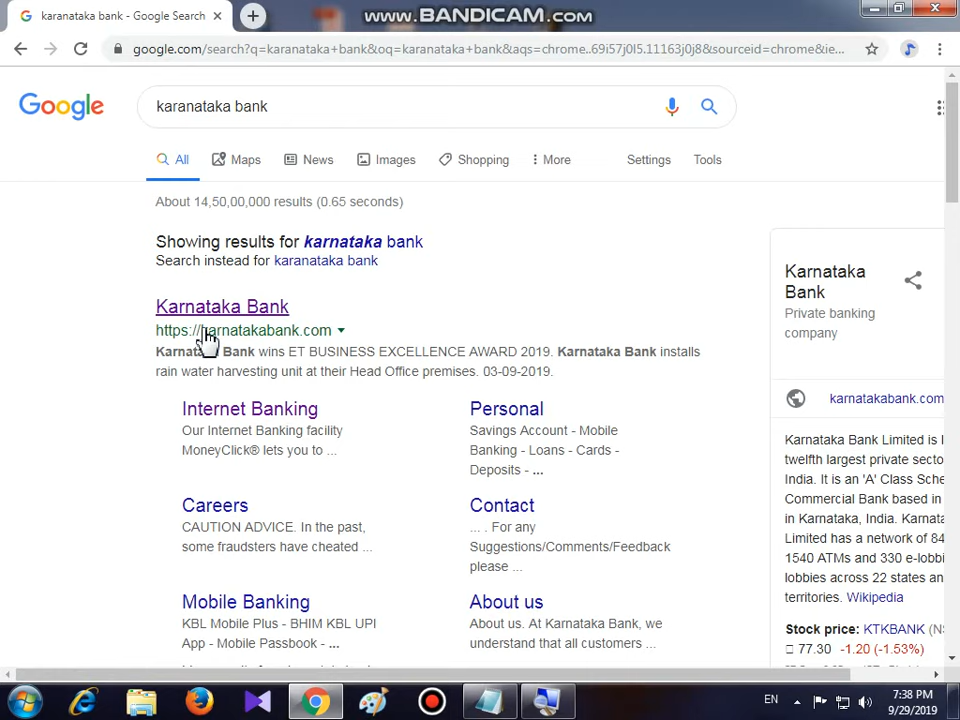 karanataka bank - Google Search
WWW.BANDICAM.COM
google.com/search?q=karanataka+bank&oq=karanataka+bank&aqs=chrome..69i57j0l5.11163j0j8&sourceid=chrome&ie...
Google
karanataka bank
All
Maps
News
Images
Shopping
More
Settings
Tools
About 14,50,00,000 results (0.65 seconds)
Showing results for karnataka bank
Search instead for karanataka bank
Karnataka Bank
https://karnatakabank.com
Karnataka Bank wins ET BUSINESS EXCELLENCE AWARD 2019. Karnataka Bank installs
rain water harvesting unit at their Head Office premises. 03-09-2019.
Internet Banking
Our Internet Banking facility
MoneyClick® lets you to ...
Personal
Savings Account - Mobile
Banking - Loans - Cards -
Deposits - ...
Careers
CAUTION ADVICE. In the past,
some fraudsters have cheated ...
Contact
... . For any
Suggestions/Comments/Feedback
please ...
Mobile Banking
KBL Mobile Plus - BHIM KBL UPI
App - Mobile Passbook - ...
About us
About us. At Karnataka Bank, we
understand that all customers ...
Karnataka
Bank
Private banking
company
karnatakabank.com
Karnataka Bank Limited is
twelfth largest private secto
India. It is an 'A' Class Sche
Commercial Bank based in
in Karnataka, India. Karnata
Limited has a network of 84
1540 ATMs and 330 e-lobbi
lobbies across 22 states an
territories. Wikipedia
Stock price: KTKBANK (N
77.30 -1.20 (-1.53%)
EN
7:38 PM
9/29/2019